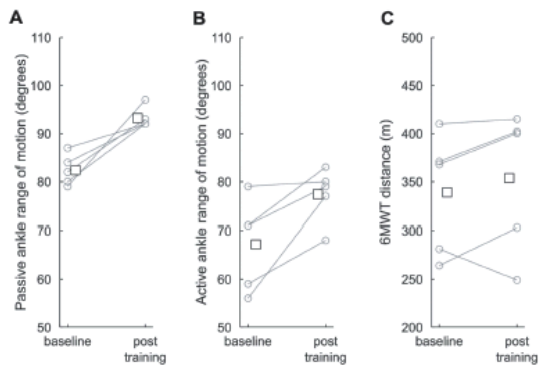 A
Passive ankle range of motion (degrees)
110
100
90
80
70
60
50
baseline
post
training
B
Active ankle range of motion (degrees)
110
100
90
80
70
60
50
baseline
post
training
C
6MWT distance (m)
500
450
400
350
300
250
200
baseline
post
training